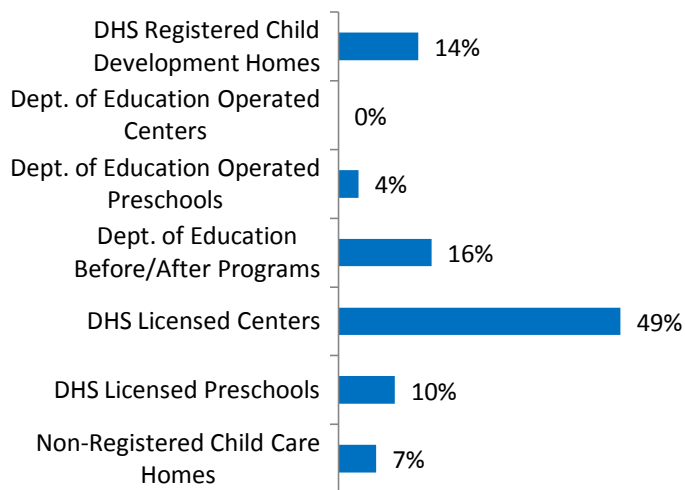 DHS Registered Child
Development Homes
14%
Dept. of Education Operated
Centers
0%
Dept. of Education Operated
Preschools
4%
Dept. of Education
Before/After Programs
16%
DHS Licensed Centers
49%
DHS Licensed Preschools
10%
Non-Registered Child Care
Homes
7%